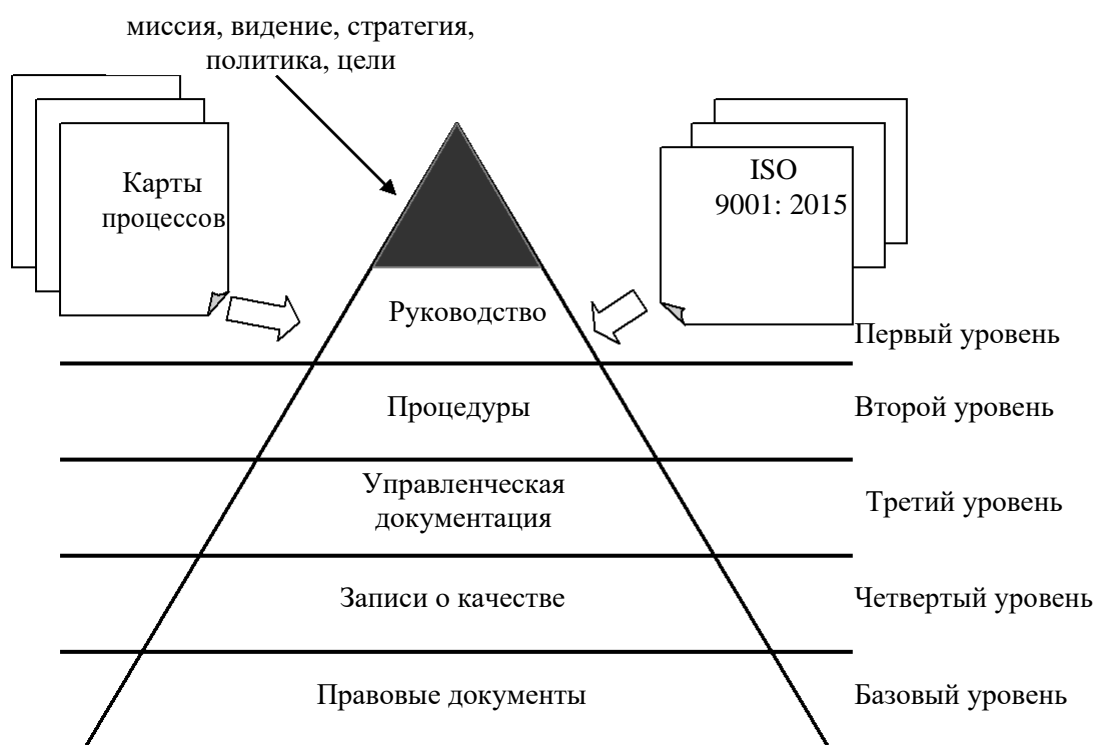 миссия, видение, стратегия,
политика, цели
Карты
процессов
ISO
9001: 2015
Руководство
Первый уровень
Процедуры
Второй уровень
Управленческая
документация
Третий уровень
Записи о качестве
Четвертый уровень
Правовые документы
Базовый уровень